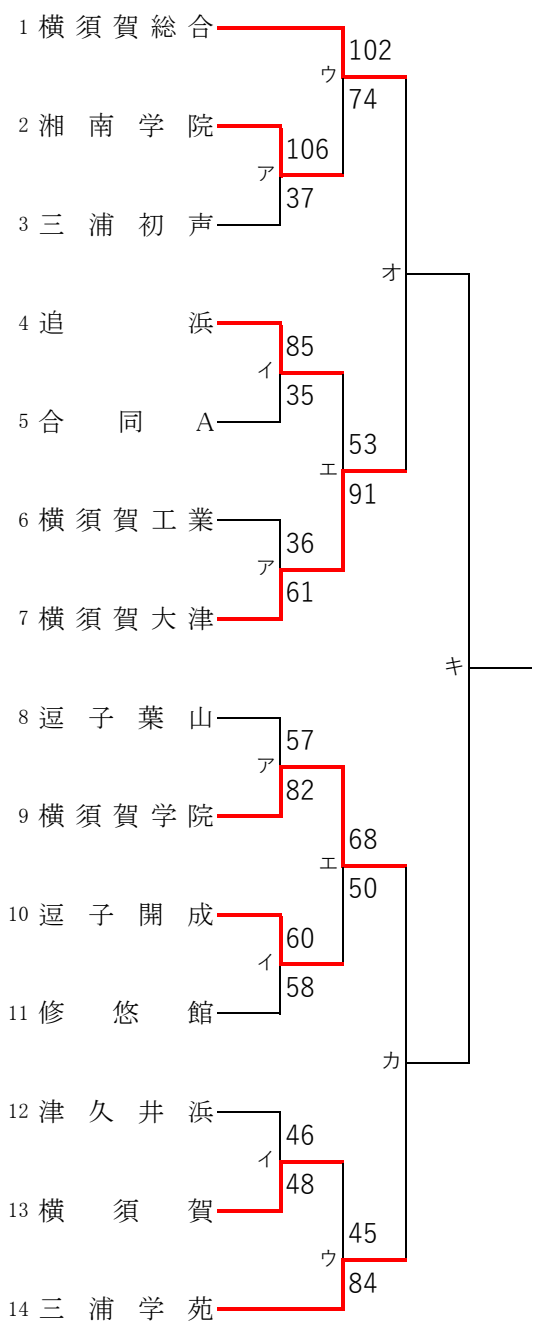 1 横須賀総合
102
ウ
74
2 湘南学院
106
ア
37
3 三浦初声
オ
4 追浜
85
イ
35
5 合同A
53
エ
91
6 横須賀工業
36
ア
61
7 横須賀大津
キ
8 逗子葉山
57
ア
82
9 横須賀学院
68
エ
50
10 逗子開成
60
イ
58
11 修悠館
カ
12 津久井浜
46
イ
48
13 横須賀
45
ウ
84
14 三浦学苑